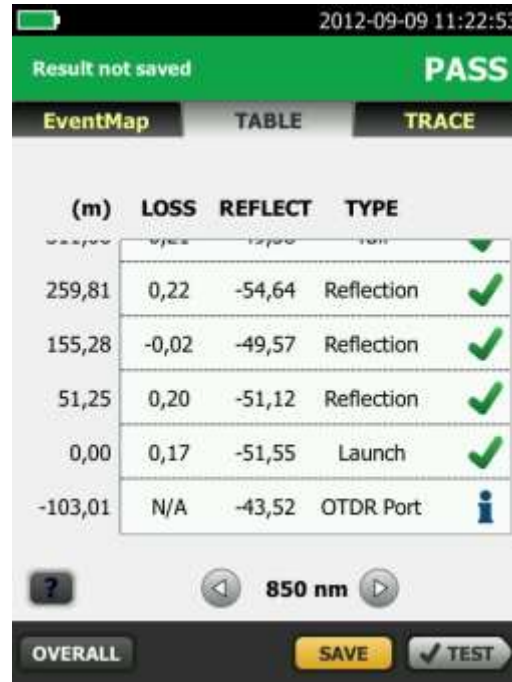 2012-09-09 11:22:53
Result not saved PASS
EventMap TABLE TRACE
(m) LOSS REFLECT TYPE
259,81 0,22 -54,64 Reflection
155,28 -0,02 -49,57 Reflection
51,25 0,20 -51,12 Reflection
0,00 0,17 -51,55 Launch
-103,01 N/A -43,52 OTDR Port
? 850 nm
OVERALL SAVE TEST